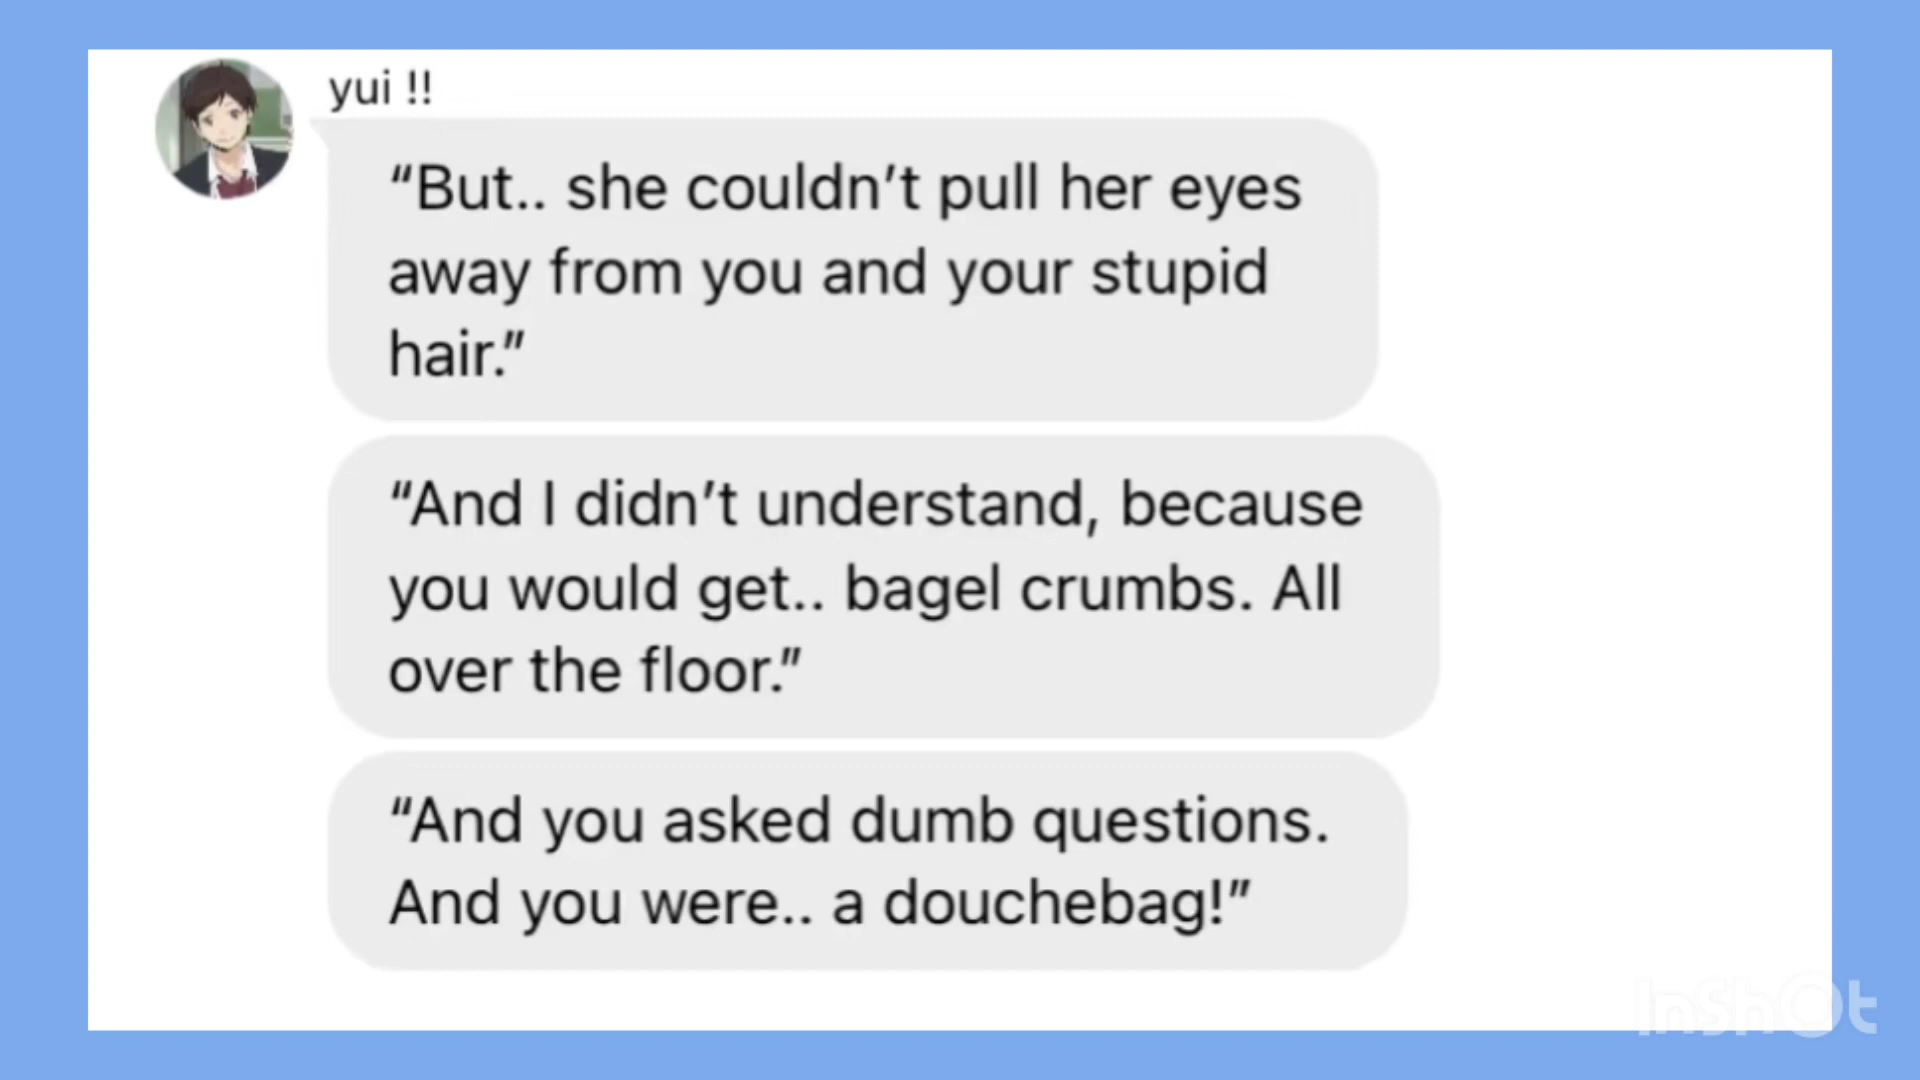 yui !!
“But.. she couldn’t pull her eyes
away from you and your stupid
hair.”
“And I didn’t understand, because
you would get.. bagel crumbs. All
over the floor.”
“And you asked dumb questions.
And you were.. a douchebag!”
InShOt